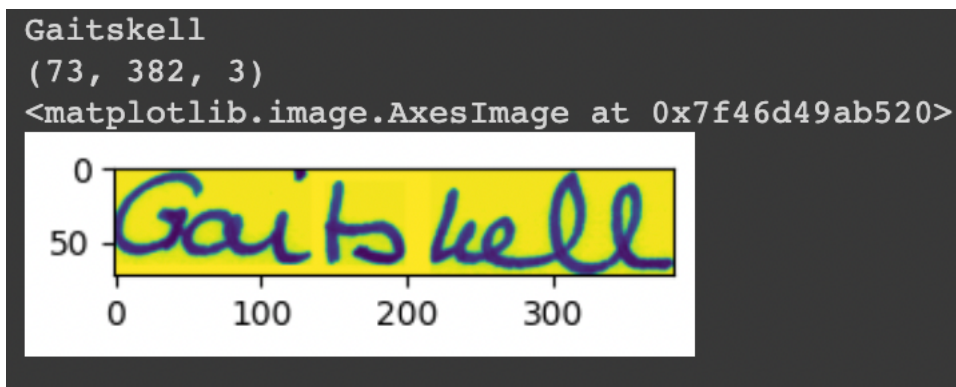 Gaitskell
(73, 382, 3)
<matplotlib.image.AxesImage at 0x7f46d49ab520>
0
50
Gaitskell
0 100 200 300